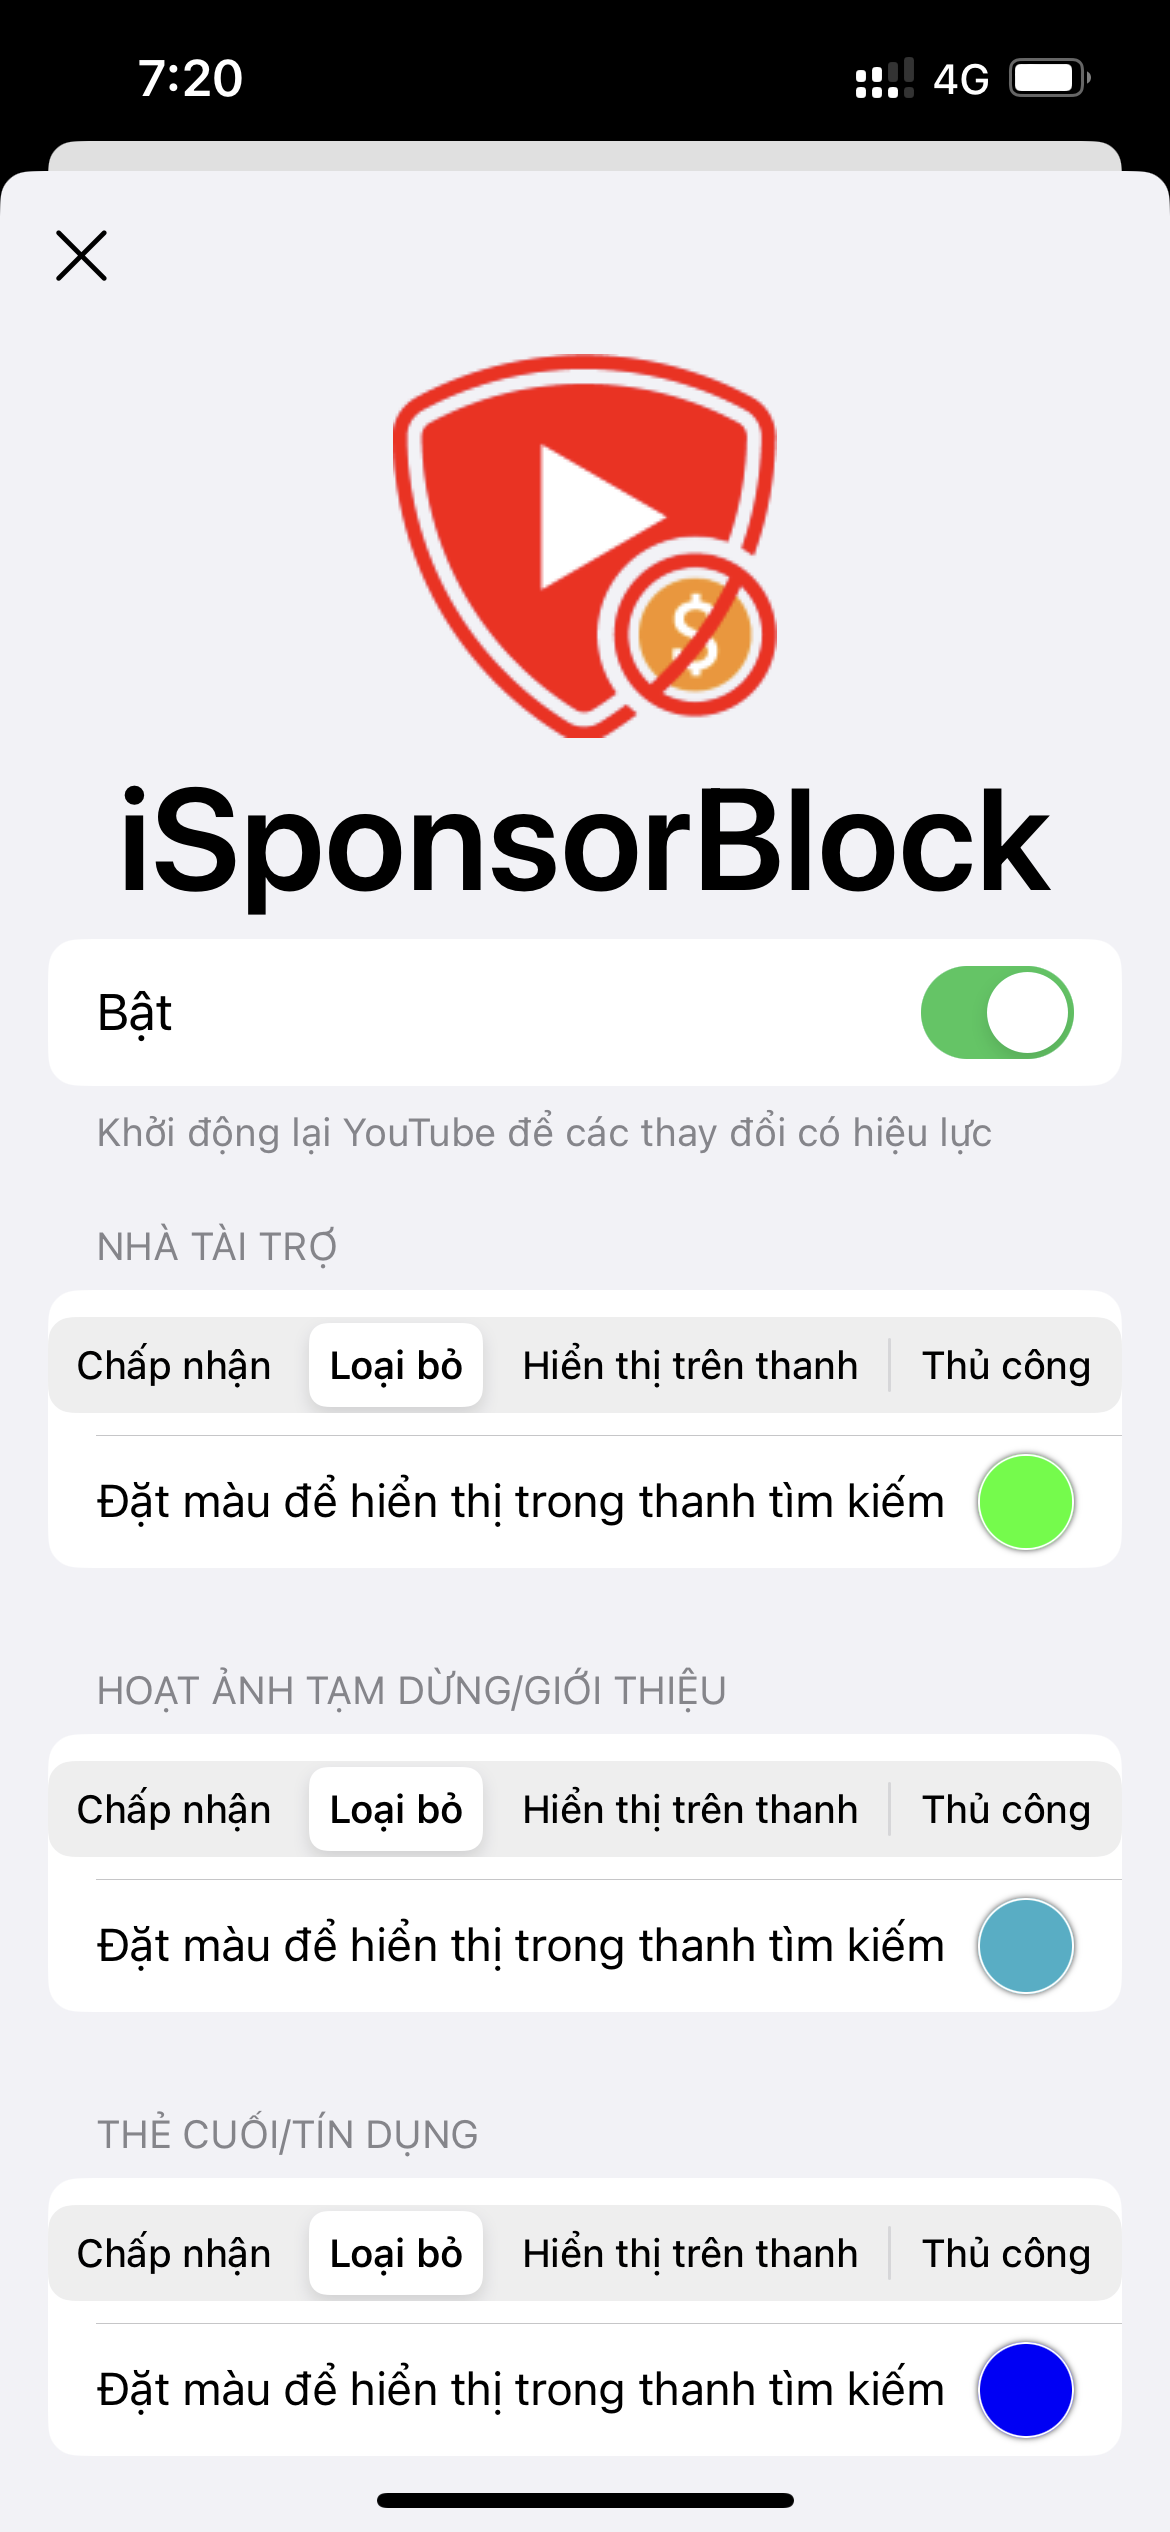 7:20
4G
iSponsorBlock
Bật
Khởi động lại YouTube để các thay đổi có hiệu lực
NHÀ TÀI TRỢ
Chấp nhận Loại bỏ Hiển thị trên thanh Thủ công
Đặt màu để hiển thị trong thanh tìm kiếm
HOẠT ẢNH TẠM DỪNG/GIỚI THIỆU
Chấp nhận Loại bỏ Hiển thị trên thanh Thủ công
Đặt màu để hiển thị trong thanh tìm kiếm
THẺ CUỐI/TÍN DỤNG
Chấp nhận Loại bỏ Hiển thị trên thanh Thủ công
Đặt màu để hiển thị trong thanh tìm kiếm